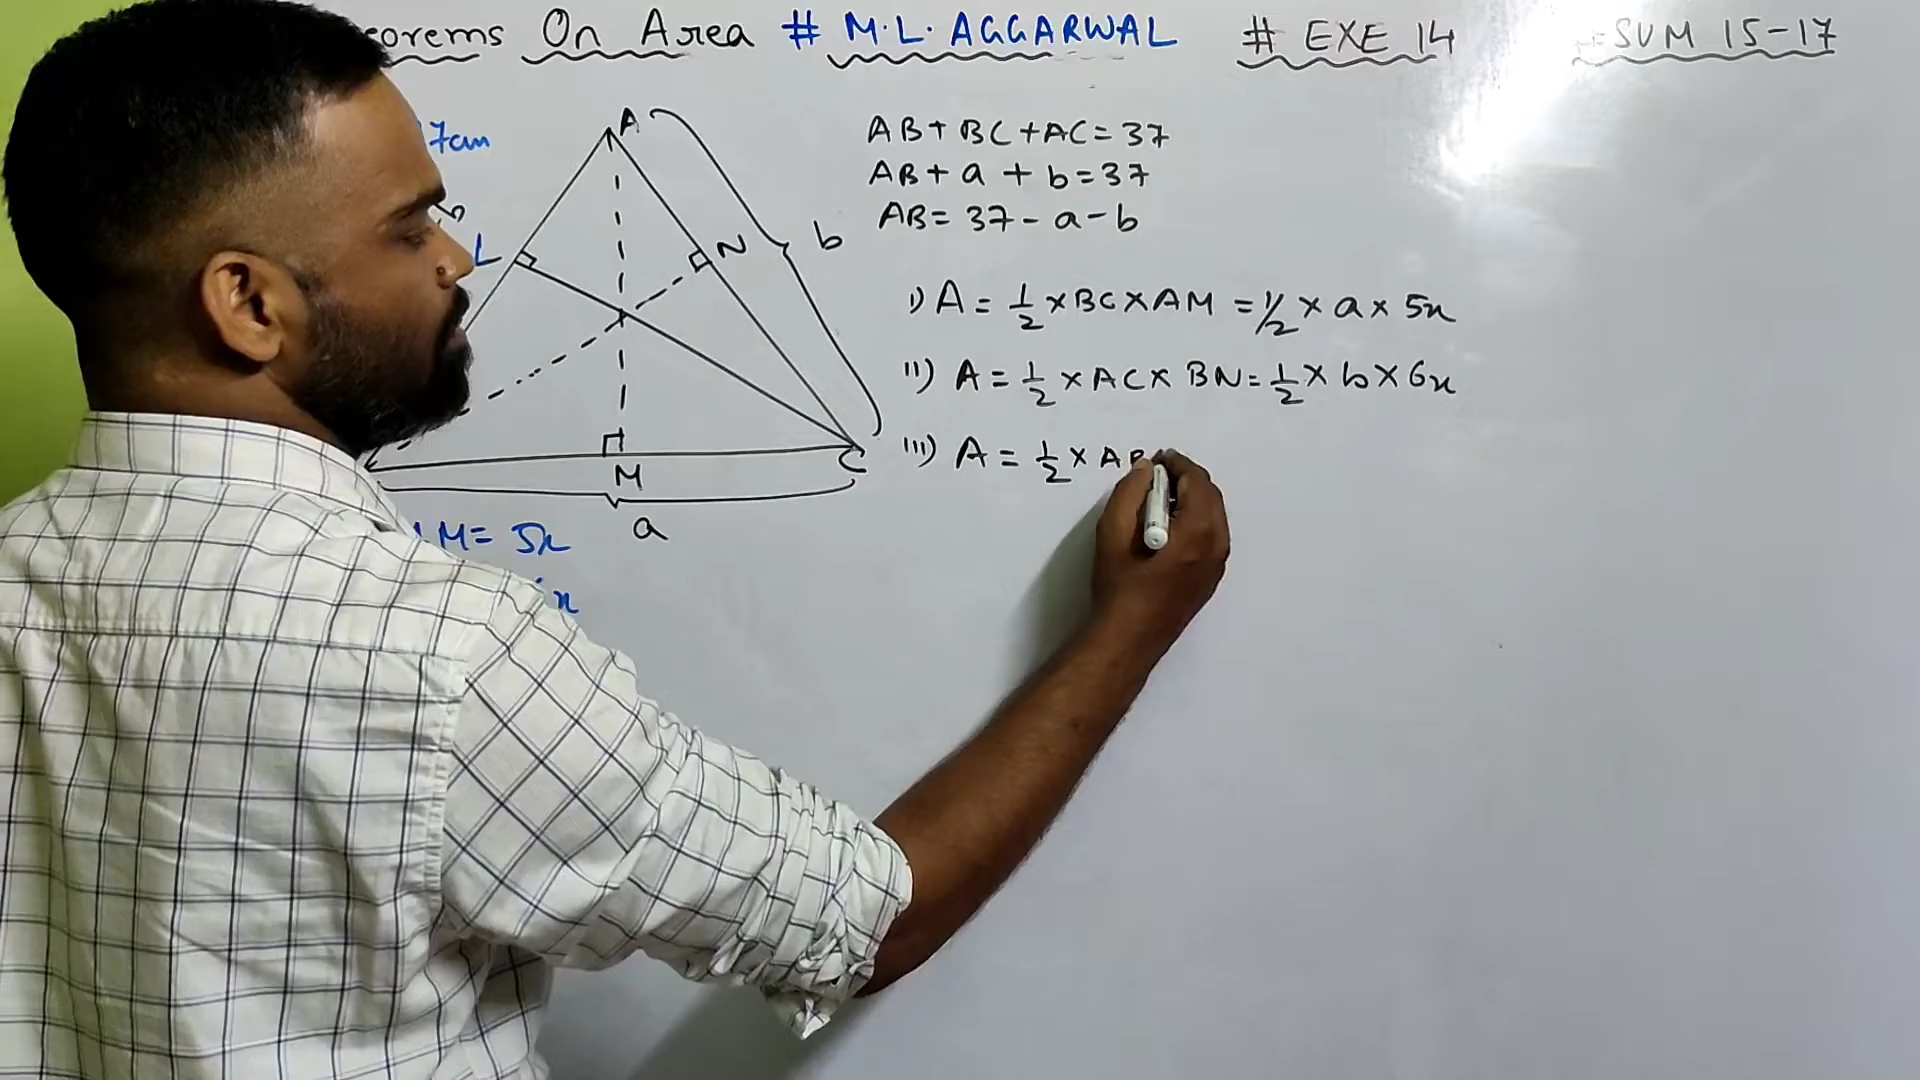 On Area # M.L. AGGARWAL # EXE 14 SUM 15-17
7cm
A
L
N
b
M
C
a
M= 5x
x
AB+BC+AC=37
AB+a+b=37
AB=37-a-b
i) A = 1/2 × BC × AM = 1/2 × a × 5x
ii) A = 1/2 × AC × BN = 1/2 × b × 6x
iii) A = 1/2 × AB